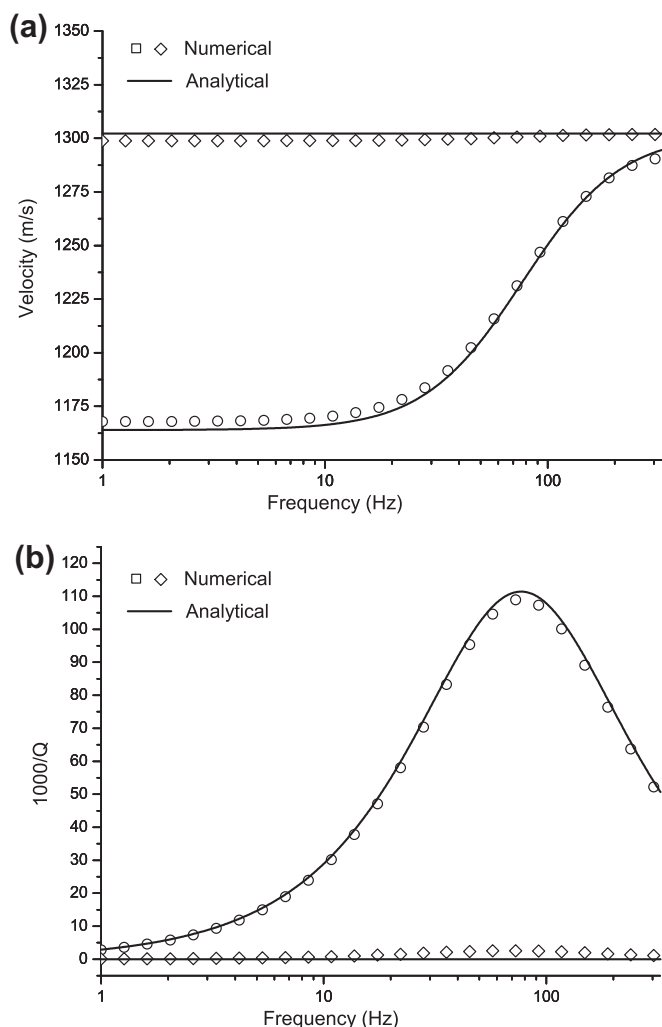 (a)
Numerical
Analytical
1350
1325
1300
1275
1250
1225
1200
1175
1150
Velocity (m/s)
1
10
100
Frequency (Hz)
(b)
Numerical
Analytical
120
110
100
90
80
70
60
50
40
30
20
10
0
1000/Q
1
10
100
Frequency (Hz)